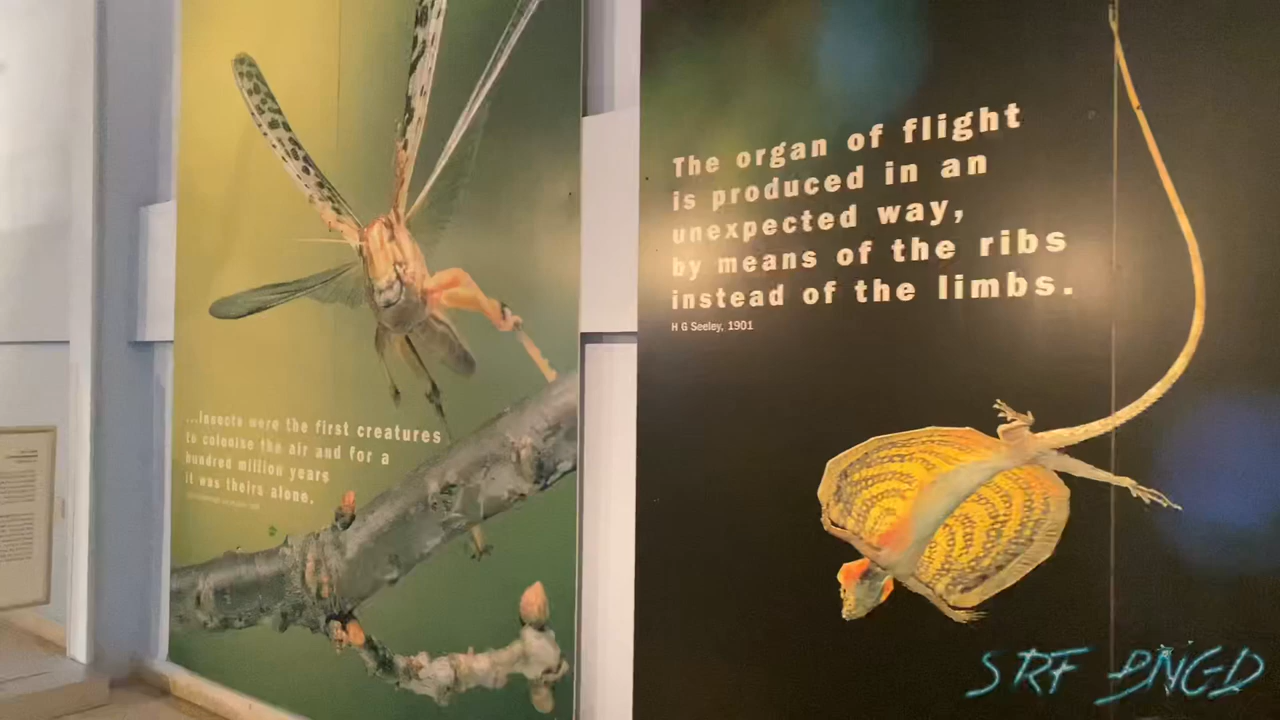 ...Insects were the first creatures
to colonise the air and for a
hundred million years
it was theirs alone.
The organ of flight
is produced in an
unexpected way,
by means of the ribs
instead of the limbs.
H G Seeley, 1901
SRF BNGD